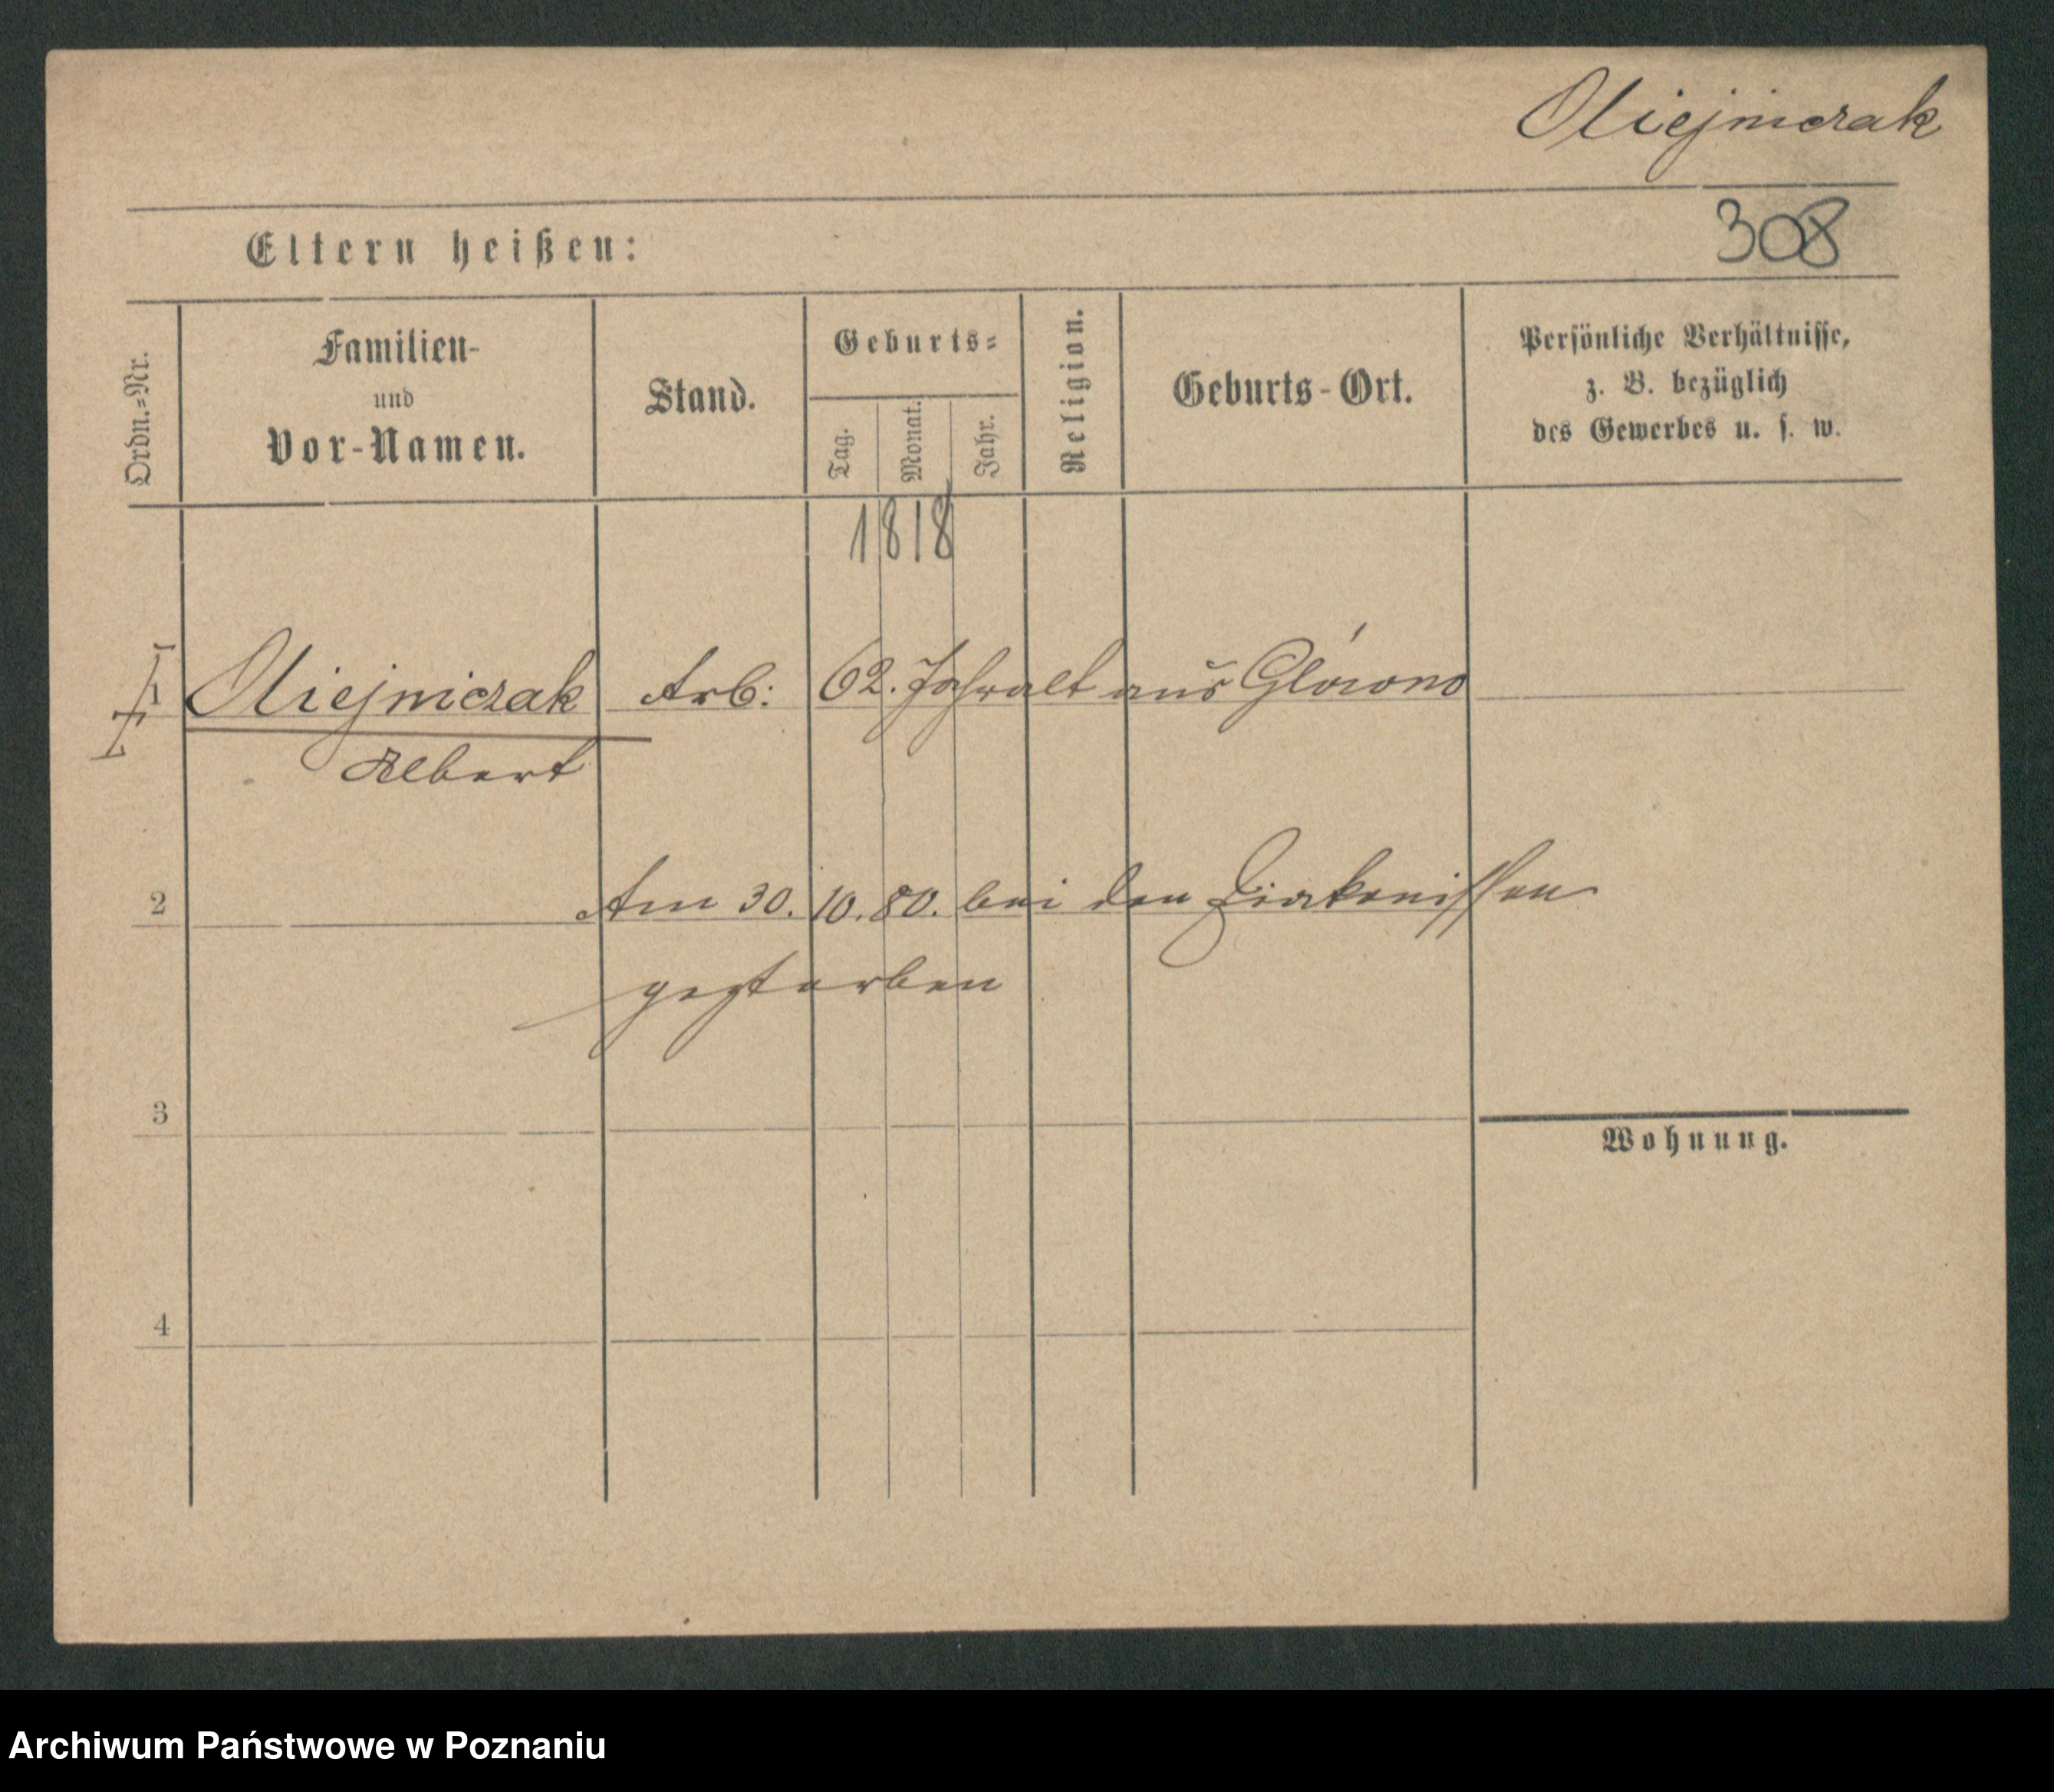 Oliejniczak
Eltern heißen:
308
Ordn.-Nr.
Familien-
und
Vor-Namen.
Stand.
Geburts-
Tag.
Monat.
Jahr.
Religion.
Geburts-Ort.
Persönliche Verhältnisse,
z. B. bezüglich
des Gewerbes u. s. w.
1818
1 Oliejniczak Arb: 62. Jahr alt aus Glówno
Albert
2 Am 30. 10. 80. bei den Diakonissen
gestorben
3
Wohnung.
4
Archiwum Państwowe w Poznaniu